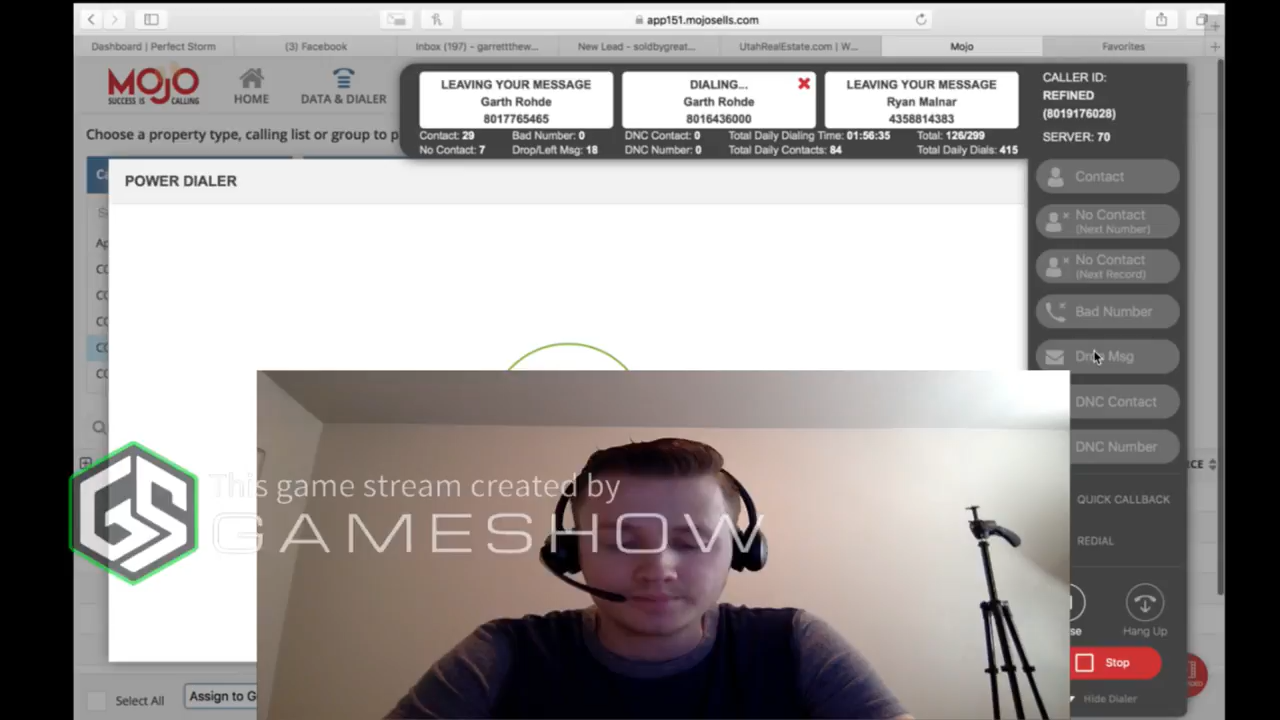 app151.mojosells.com
Dashboard | Perfect Storm
(3) Facebook
Inbox (197) - garrettthew...
New Lead - soldbygreat...
UtahRealEstate.com | W...
Mojo
Favorites
MOJO
SUCCESS IS CALLING
HOME
DATA & DIALER
LEAVING YOUR MESSAGE
Garth Rohde
8017765465
DIALING...
Garth Rohde
8016436000
LEAVING YOUR MESSAGE
Ryan Malnar
4358814383
Contact: 29
Bad Number: 0
DNC Contact: 0
Total Daily Dialing Time: 01:56:35
Total: 126/299
No Contact: 7
Drop/Left Msg: 18
DNC Number: 0
Total Daily Contacts: 84
Total Daily Dials: 415
CALLER ID:
REFINED
(8019176028)
SERVER: 70
Choose a property type, calling list or group to p
POWER DIALER
Contact
No Contact
(Next Number)
No Contact
(Next Record)
Bad Number
Drop Msg
DNC Contact
DNC Number
QUICK CALLBACK
REDIAL
Hang Up
Stop
Hide Dialer
GS
This game stream created by
GAMESHOW
Select All
Assign to G